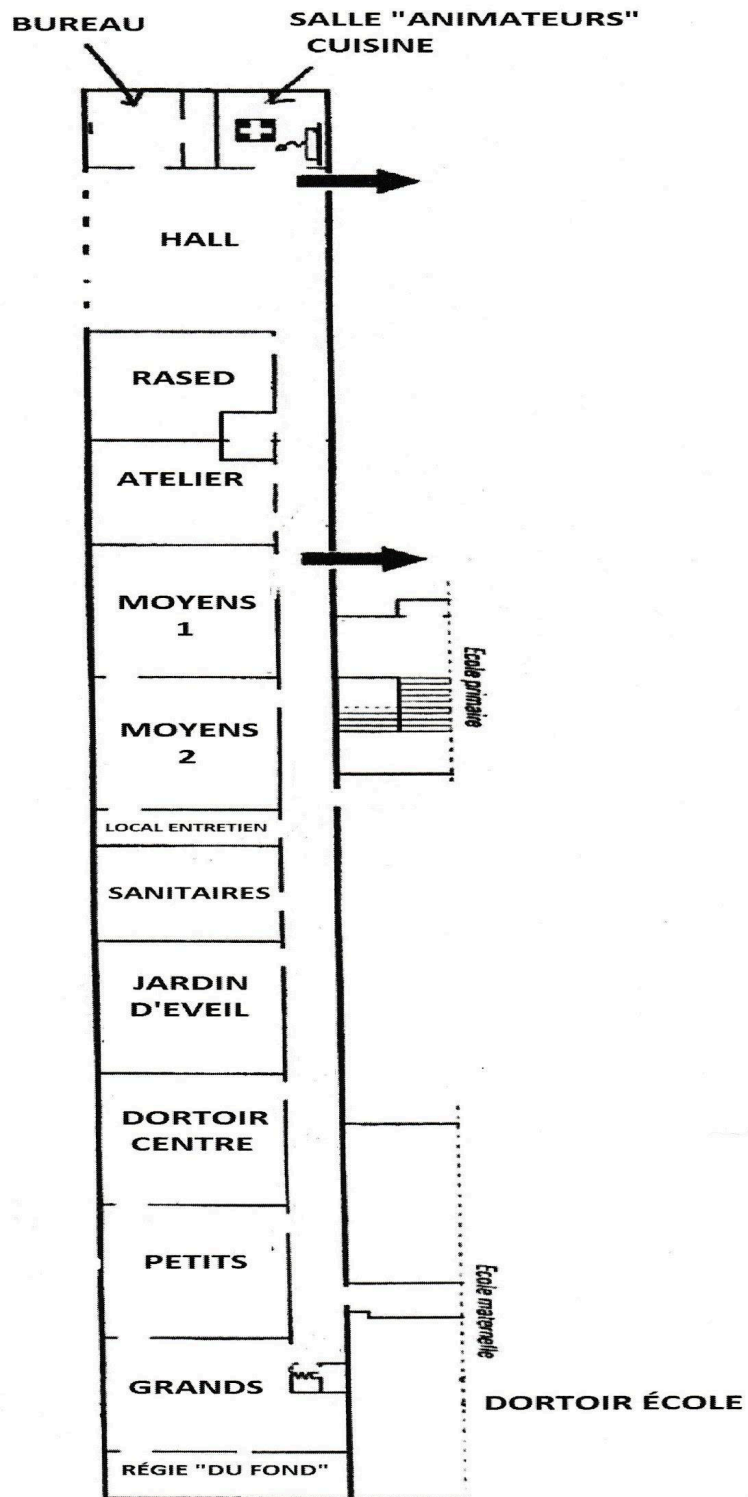 BUREAU
SALLE "ANIMATEURS"
CUISINE
HALL
RASED
ATELIER
MOYENS
1
Ecole primaire
MOYENS
2
LOCAL ENTRETIEN
SANITAIRES
JARDIN
D'EVEIL
DORTOIR
CENTRE
PETITS
Ecole maternelle
GRANDS
DORTOIR ÉCOLE
RÉGIE "DU FOND"
WC